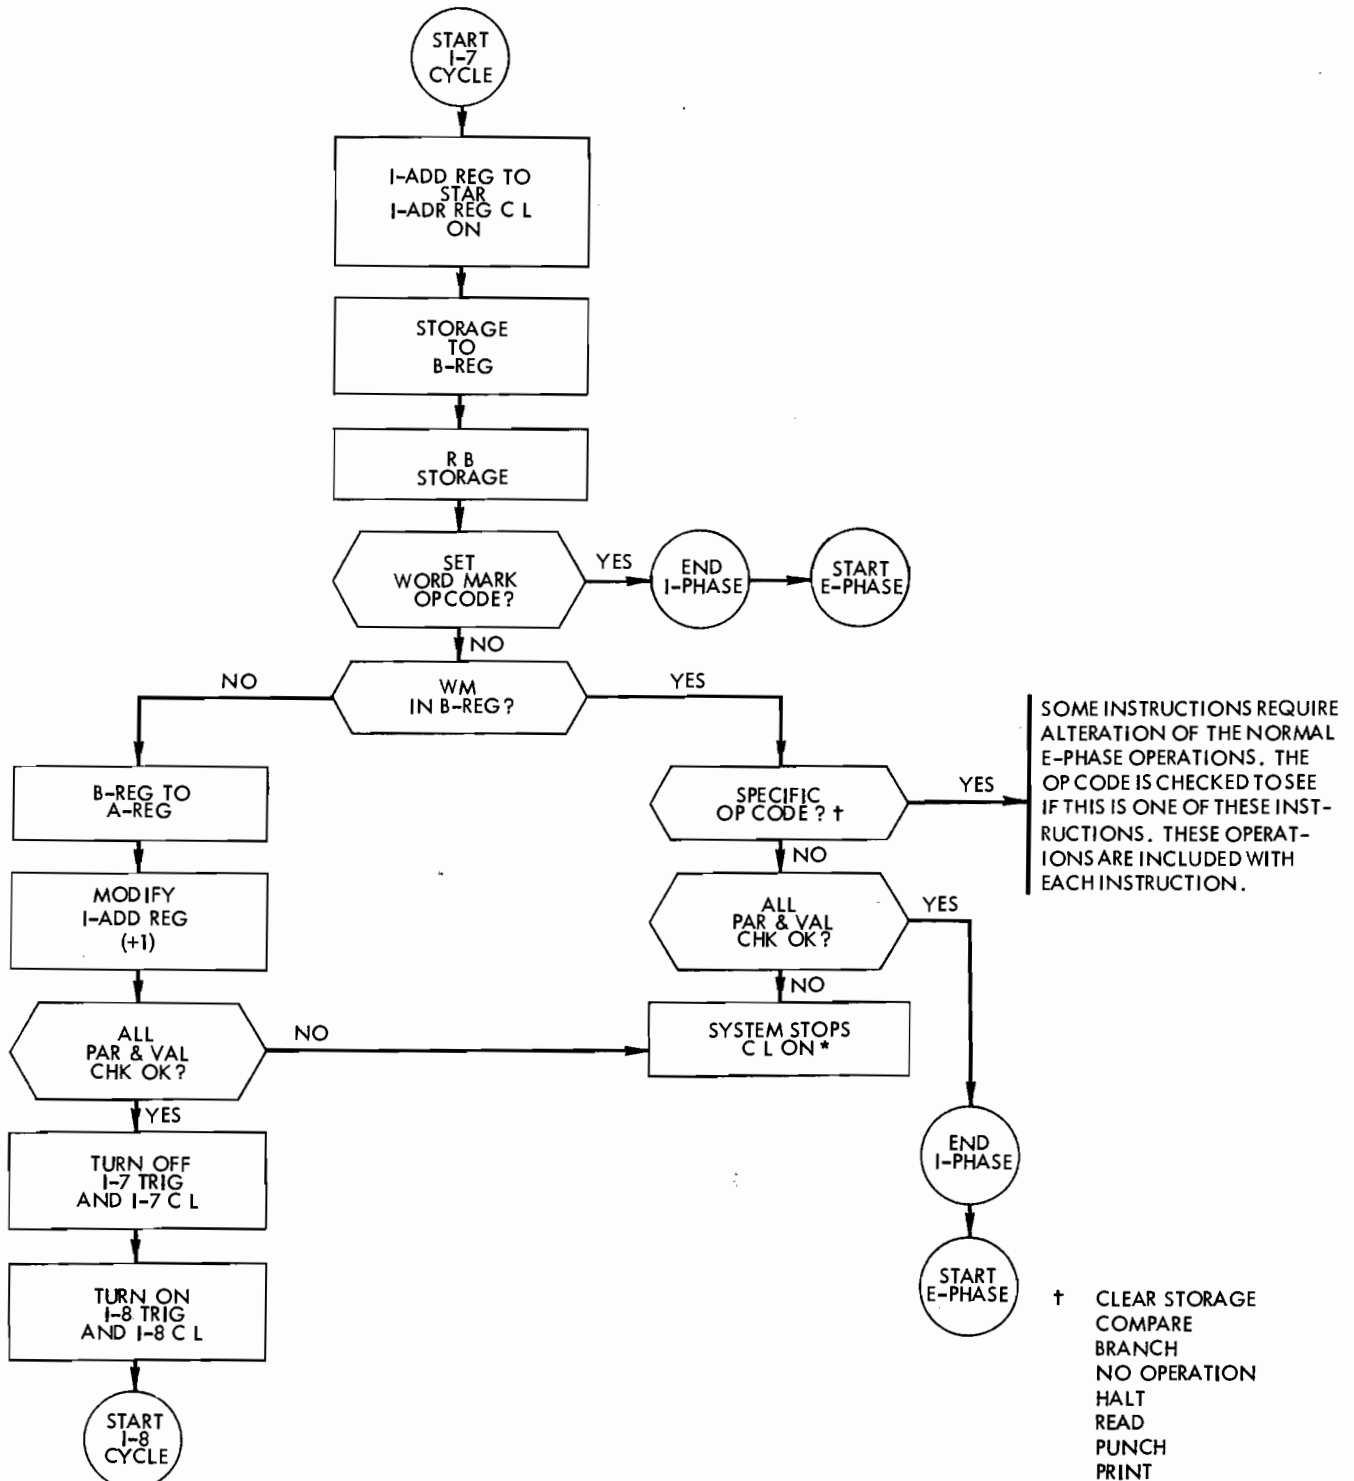 START
I-7
CYCLE
I-ADD REG TO
STAR
I-ADR REG C L
ON
STORAGE
TO
B-REG
R B
STORAGE
SET
WORD MARK
OP CODE?
YES
END
I-PHASE
START
E-PHASE
NO
WM
IN B-REG?
NO
YES
B-REG TO
A-REG
MODIFY
I-ADD REG
(+1)
ALL
PAR & VAL
CHK OK?
NO
YES
TURN OFF
I-7 TRIG
AND I-7 C L
TURN ON
I-8 TRIG
AND I-8 C L
START
I-8
CYCLE
SPECIFIC
OP CODE ? †
YES
SOME INSTRUCTIONS REQUIRE
ALTERATION OF THE NORMAL
E-PHASE OPERATIONS. THE
OP CODE IS CHECKED TO SEE
IF THIS IS ONE OF THESE INST-
RUCTIONS. THESE OPERAT-
IONS ARE INCLUDED WITH
EACH INSTRUCTION.
NO
ALL
PAR & VAL
CHK OK?
YES
NO
SYSTEM STOPS
C L ON *
END
I-PHASE
START
E-PHASE
† CLEAR STORAGE
COMPARE
BRANCH
NO OPERATION
HALT
READ
PUNCH
PRINT